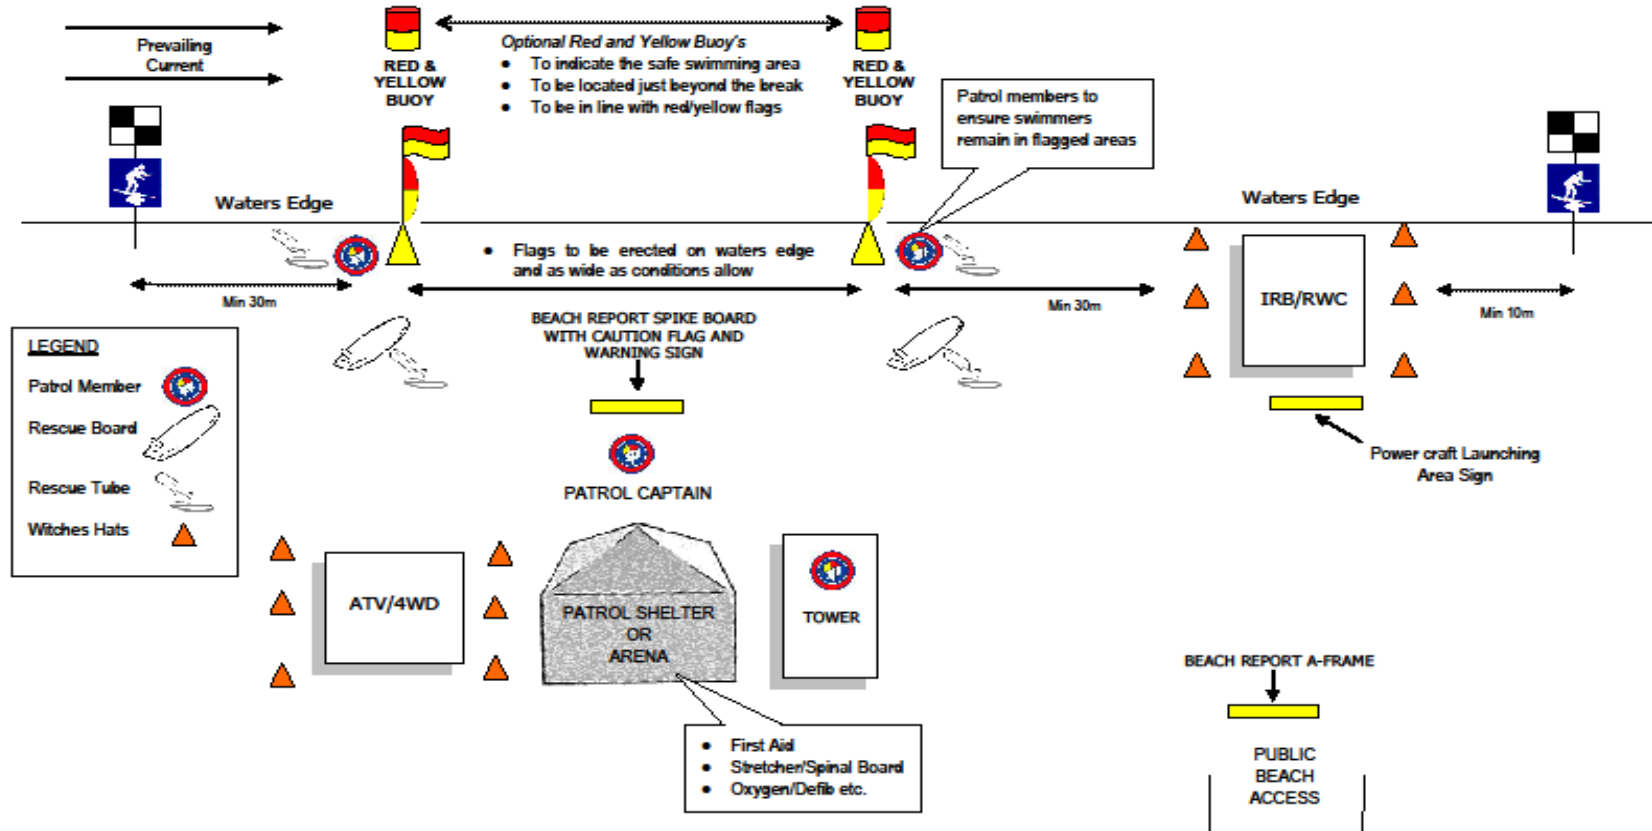 Prevailing
Current
Optional Red and Yellow Buoy's
• To indicate the safe swimming area
• To be located just beyond the break
• To be in line with red/yellow flags
RED &
YELLOW
BUOY
RED &
YELLOW
BUOY
Patrol members to
ensure swimmers
remain in flagged areas
Waters Edge
Waters Edge
• Flags to be erected on waters edge
and as wide as conditions allow
Min 30m
Min 30m
IRB/RWC
Min 10m
BEACH REPORT SPIKE BOARD
WITH CAUTION FLAG AND
WARNING SIGN
LEGEND
Patrol Member
Rescue Board
Rescue Tube
Witches Hats
Power craft Launching
Area Sign
PATROL CAPTAIN
ATV/4WD
PATROL SHELTER
OR
ARENA
TOWER
BEACH REPORT A-FRAME
• First Aid
• Stretcher/Spinal Board
• Oxygen/Defib etc.
PUBLIC
BEACH
ACCESS